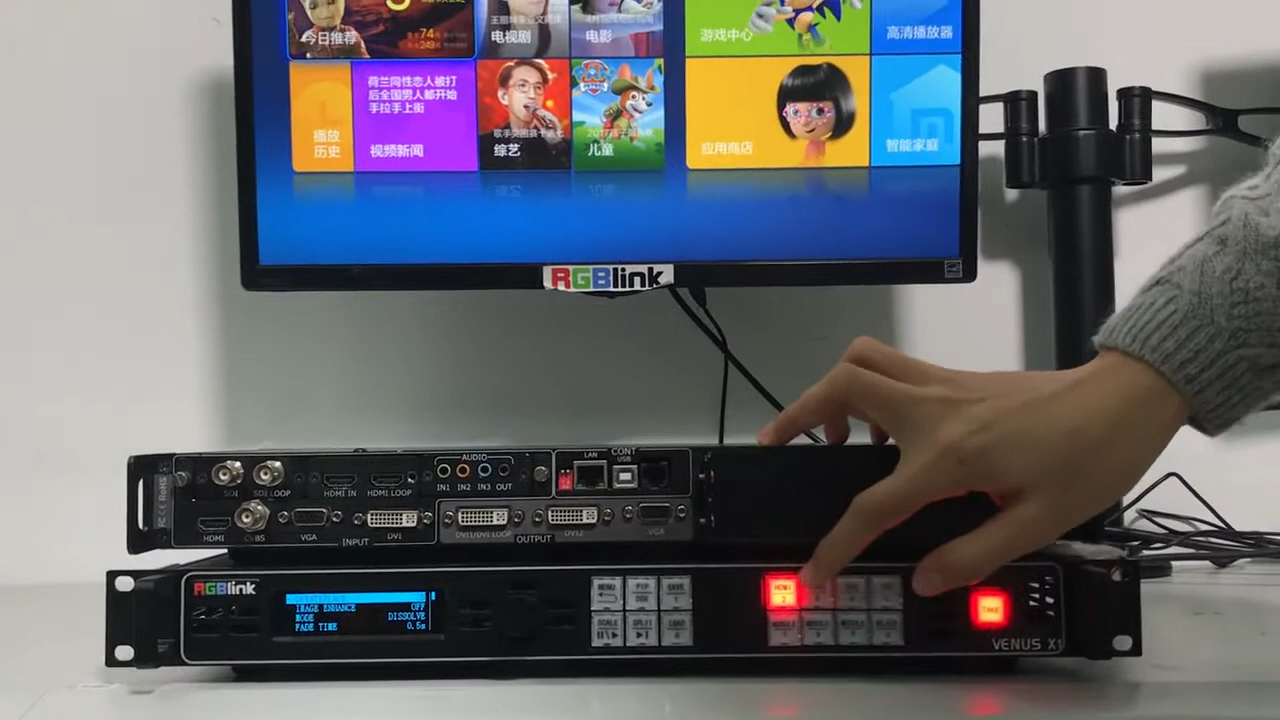 今日推荐
电视剧
电影
游戏中心
高清播放器
荷兰同性恋人被打
后全国男人都开始
手拉手上街
播放
历史
视频新闻
综艺
儿童
应用商店
智能家庭
RGBlink
AUDIO
LAN
CONT
USB
SDI
SDI LOOP
HDMI IN
HDMI LOOP
IN1
IN2
IN3
OUT
HDMI
CVBS
VGA
INPUT
DVI
DVI1/DVI LOOP
OUTPUT
DVI2
VGA
RGBlink
IMAGE ENHANCE OFF
MODE DISSOLVE
FADE TIME 0.5s
MENU
PIP
SAVE
SCALE
SPLIT
LOAD
HDMI
2
TAKE
VENUS X1